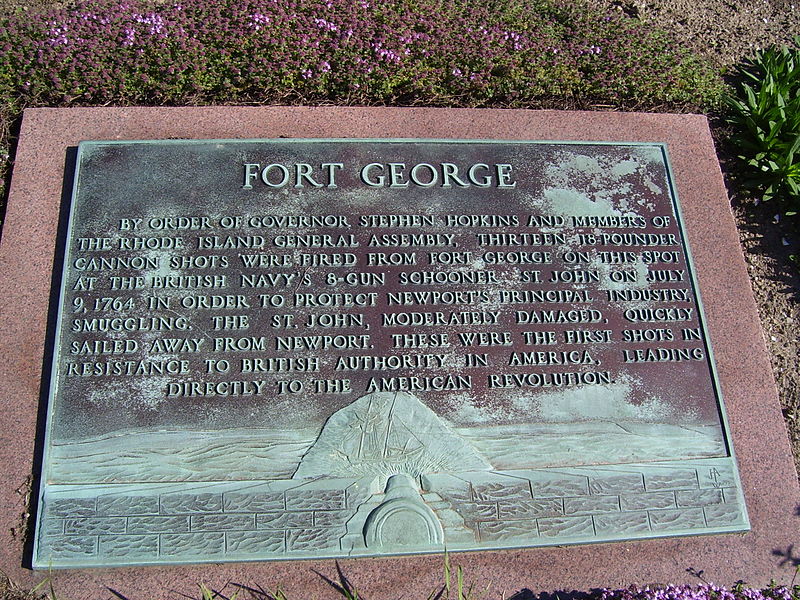 FORT GEORGE
BY ORDER OF GOVERNOR STEPHEN HOPKINS AND MEMBERS OF
THE RHODE ISLAND GENERAL ASSEMBLY, THIRTEEN 18-POUNDER
CANNON SHOTS WERE FIRED FROM FORT GEORGE ON THIS SPOT
AT THE BRITISH NAVY'S 8-GUN SCHOONER ST. JOHN ON JULY
9, 1764 IN ORDER TO PROTECT NEWPORT'S PRINCIPAL INDUSTRY,
SMUGGLING. THE ST. JOHN, MODERATELY DAMAGED, QUICKLY
SAILED AWAY FROM NEWPORT. THESE WERE THE FIRST SHOTS IN
RESISTANCE TO BRITISH AUTHORITY IN AMERICA, LEADING
DIRECTLY TO THE AMERICAN REVOLUTION.